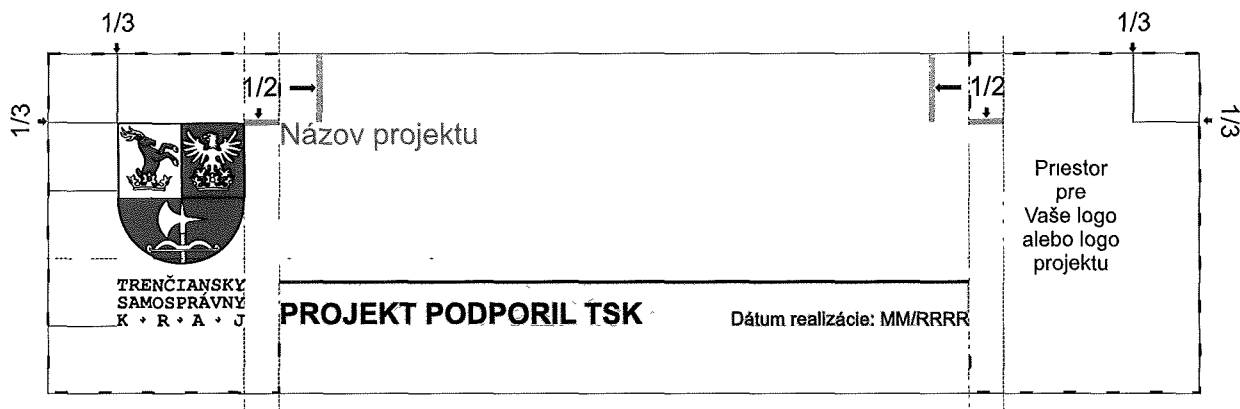 1/3
1/3
1/2
1/2
1/3
1/3
Názov projektu
Priestor
pre
Vaše logo
alebo logo
projektu
TRENČIANSKY
SAMOSPRÁVNY
K • R • A • J
PROJEKT PODPORIL TSK
Dátum realizácie: MM/RRRR